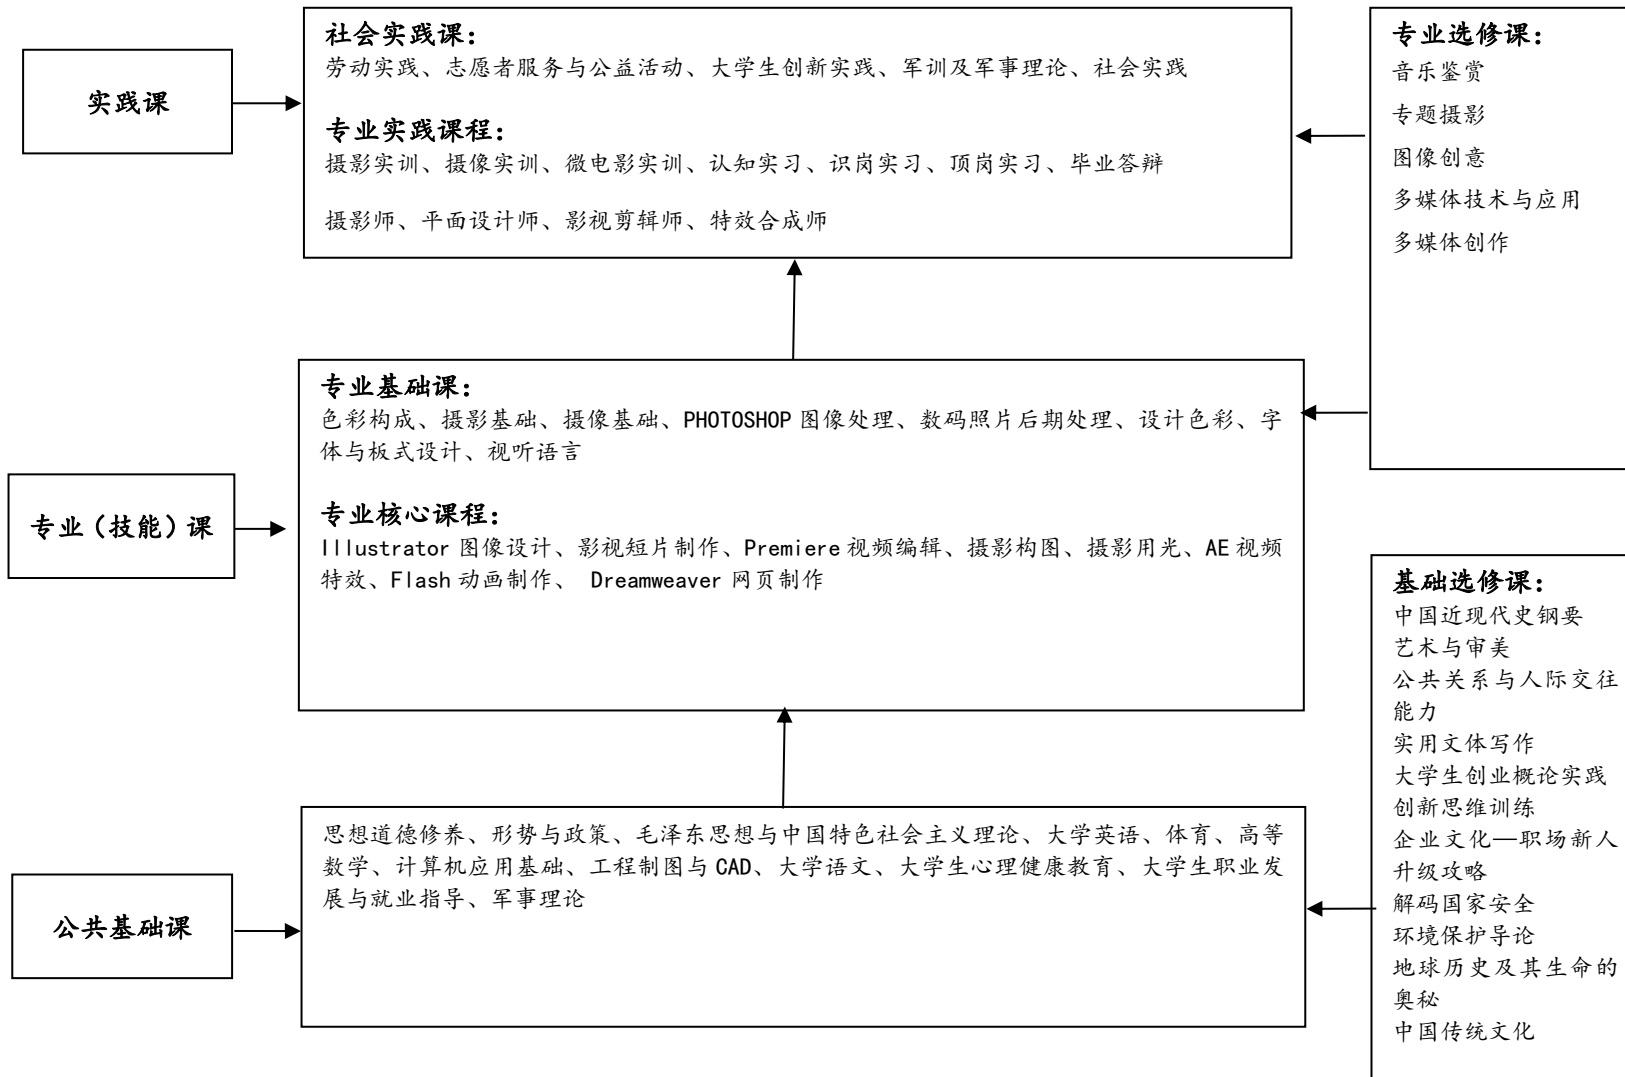 实践课
社会实践课：
劳动实践、志愿者服务与公益活动、大学生创新实践、军训及军事理论、社会实践
专业实践课程：
摄影实训、摄像实训、微电影实训、认知实习、识岗实习、顶岗实习、毕业答辩
摄影师、平面设计师、影视剪辑师、特效合成师
专业选修课：
音乐鉴赏
专题摄影
图像创意
多媒体技术与应用
多媒体创作
专业（技能）课
专业基础课：
色彩构成、摄影基础、摄像基础、PHOTOSHOP 图像处理、数码照片后期处理、设计色彩、字
体与板式设计、视听语言
专业核心课程：
Illustrator 图像设计、影视短片制作、Premiere 视频编辑、摄影构图、摄影用光、AE 视频
特效、Flash 动画制作、 Dreamweaver 网页制作
公共基础课
思想道德修养、形势与政策、毛泽东思想与中国特色社会主义理论、大学英语、体育、高等
数学、计算机应用基础、工程制图与 CAD、大学语文、大学生心理健康教育、大学生职业发
展与就业指导、军事理论
基础选修课：
中国近现代史钢要
艺术与审美
公共关系与人际交往
能力
实用文体写作
大学生创业概论实践
创新思维训练
企业文化—职场新人
升级攻略
解码国家安全
环境保护导论
地球历史及其生命的
奥秘
中国传统文化